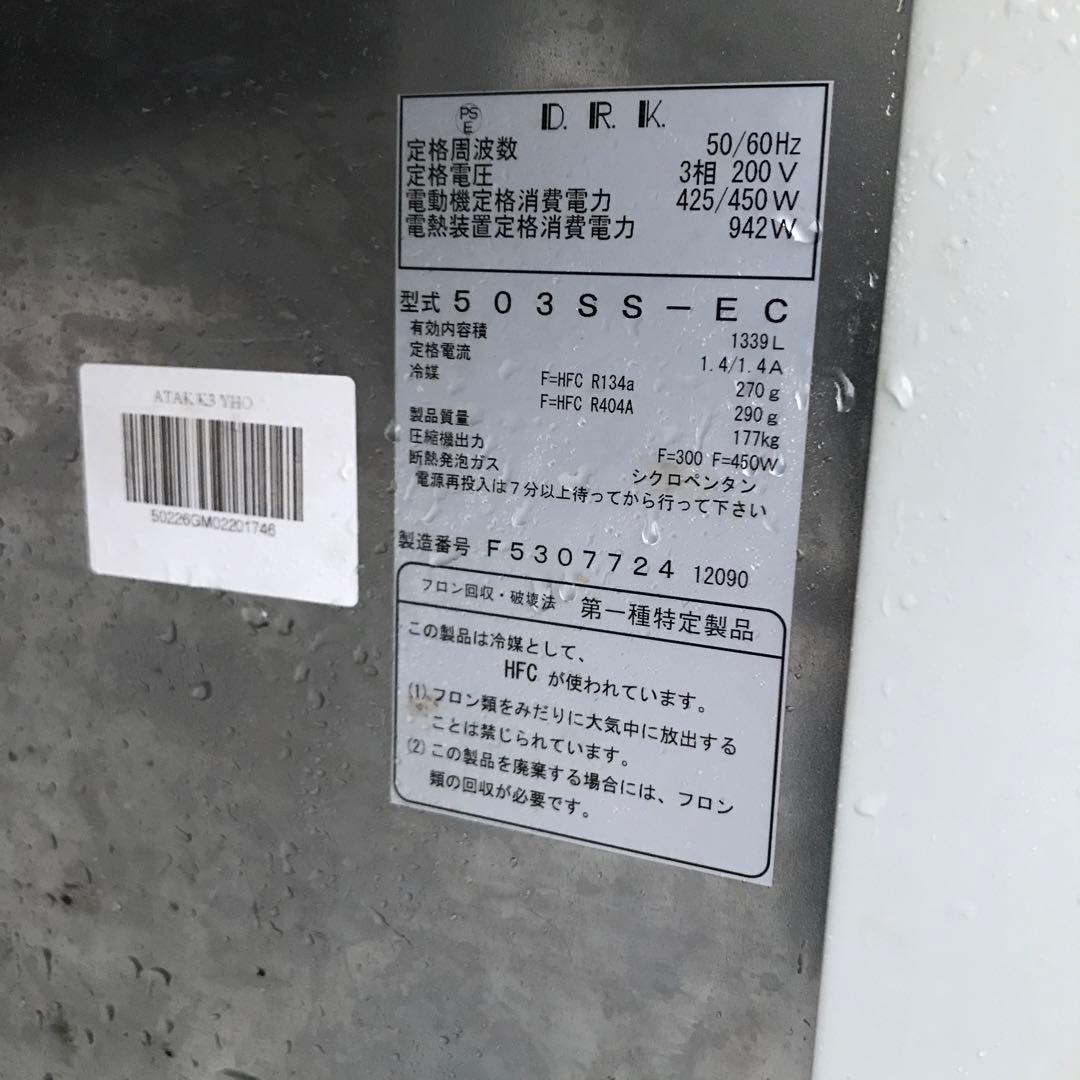 PS
E
D. R. K.
定格周波数 50/60Hz
定格電圧 3相 200V
電動機定格消費電力 425/450W
電熱装置定格消費電力 942W
型式 503SS-EC
有効内容積 1339L
定格電流 1.4/1.4A
冷媒 F=HFC R134a 270g
F=HFC R404A 290g
製品質量 177kg
圧縮機出力 F=300 F=450W
断熱発泡ガス シクロペンタン
電源再投入は7分以上待ってから行って下さい
製造番号 F5307724 12090
フロン回収・破壊法 第一種特定製品
この製品は冷媒として、
HFC が使われています。
(1)フロン類をみだりに大気中に放出する
ことは禁じられています。
(2)この製品を廃棄する場合には、フロン
類の回収が必要です。
ATAK K3 YHO
50226GM02201746